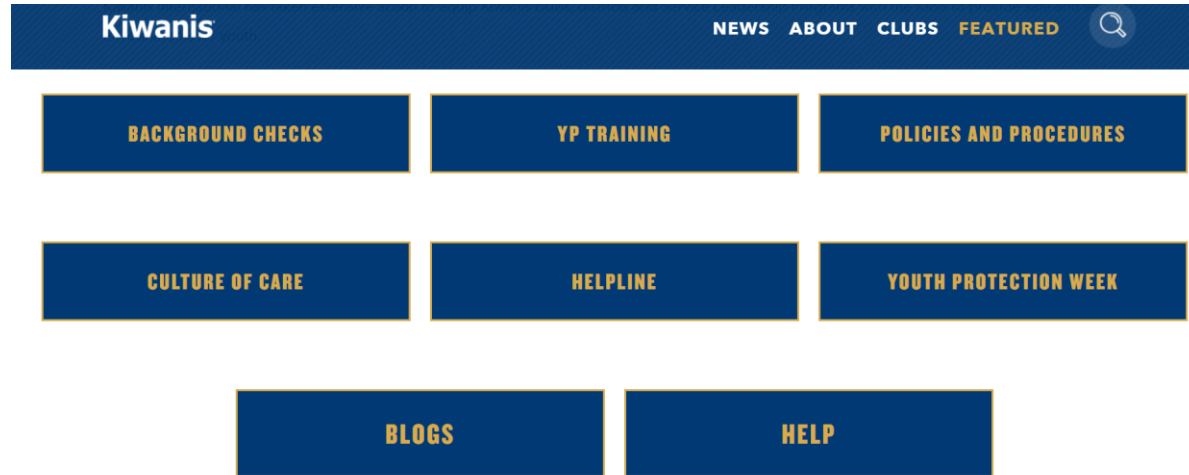 Kiwanis NEWS ABOUT CLUBS FEATURED
BACKGROUND CHECKS YP TRAINING POLICIES AND PROCEDURES
CULTURE OF CARE HELPLINE YOUTH PROTECTION WEEK
BLOGS HELP